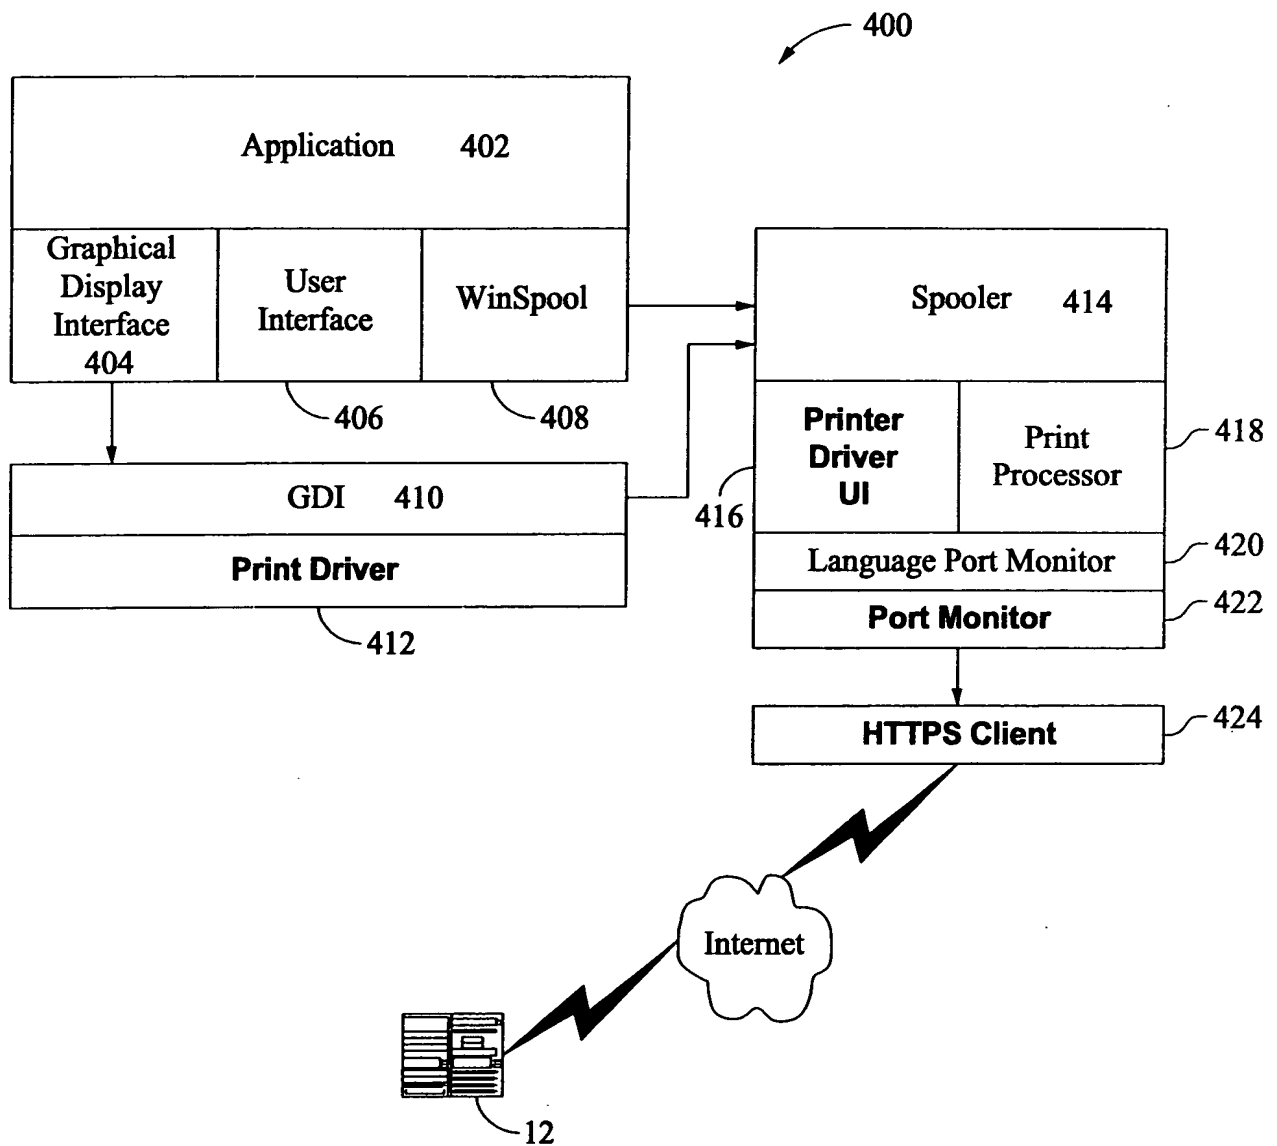 400
Application 402
Graphical
Display
Interface
404
User
Interface
WinSpool
406
408
GDI 410
Print Driver
412
Spooler 414
Printer
Driver
UI
416
Print
Processor
418
Language Port Monitor
420
Port Monitor
422
HTTPS Client
424
Internet
12